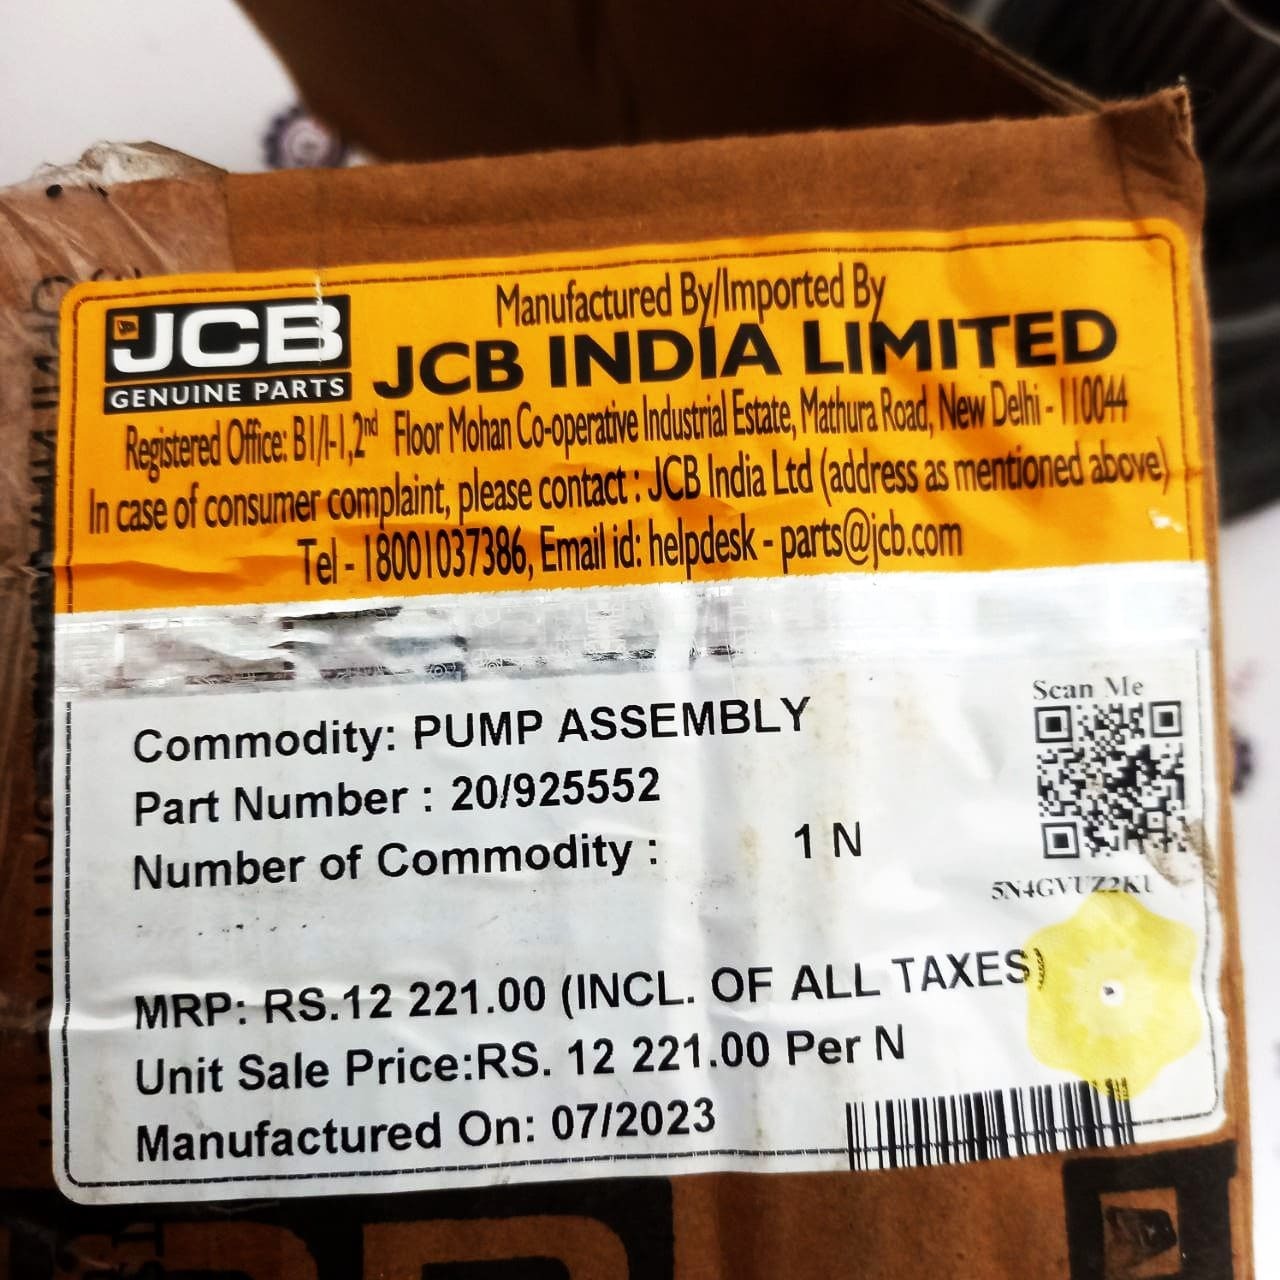 Manufactured By/Imported By
JCB
GENUINE PARTS
JCB INDIA LIMITED
Registered Office: B1/I-1,2nd Floor Mohan Co-operative Industrial Estate, Mathura Road, New Delhi - 110044
In case of consumer complaint, please contact : JCB India Ltd (address as mentioned above)
Tel - 18001037386, Email id: helpdesk - parts@jcb.com
Scan Me
Commodity: PUMP ASSEMBLY
Part Number : 20/925552
Number of Commodity : 1 N
MRP: RS.12 221.00 (INCL. OF ALL TAXES)
Unit Sale Price:RS. 12 221.00 Per N
Manufactured On: 07/2023